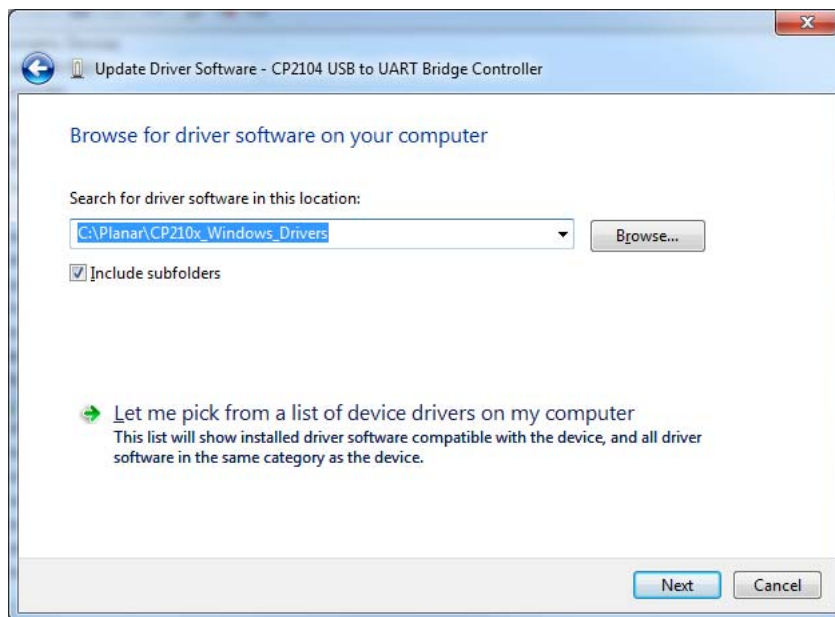 Update Driver Software - CP2104 USB to UART Bridge Controller
Browse for driver software on your computer
Search for driver software in this location:
C:\Planar\CP210x_Windows_Drivers
Browse...
Include subfolders
Let me pick from a list of device drivers on my computer
This list will show installed driver software compatible with the device, and all driver
software in the same category as the device.
Next
Cancel